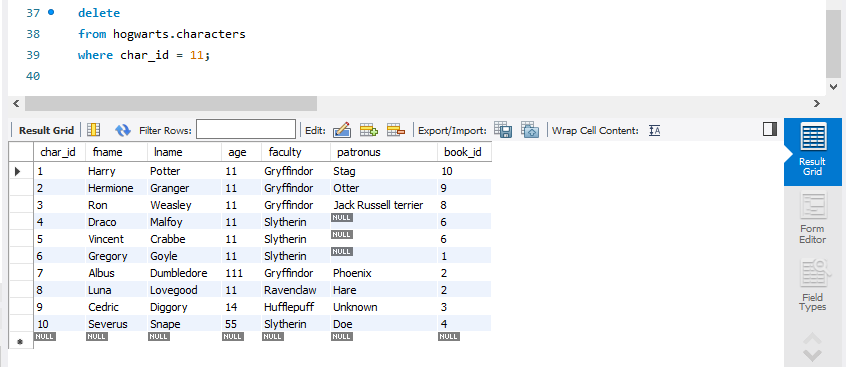 37 delete
38 from hogwarts.characters
39 where char_id = 11;
40
Result Grid Filter Rows: Edit: Export/Import: Wrap Cell Content: IA
char_id fname lname age faculty patronus book_id
1 Harry Potter 11 Gryffindor Stag 10
2 Hermione Granger 11 Gryffindor Otter 9
3 Ron Weasley 11 Gryffindor Jack Russell terrier 8
4 Draco Malfoy 11 Slytherin NULL 6
5 Vincent Crabbe 11 Slytherin NULL 6
6 Gregory Goyle 11 Slytherin NULL 1
7 Albus Dumbledore 111 Gryffindor Phoenix 2
8 Luna Lovegood 11 Ravenclaw Hare 2
9 Cedric Diggory 14 Hufflepuff Unknown 3
10 Severus Snape 55 Slytherin Doe 4
NULL NULL NULL NULL NULL NULL NULL
Result
Grid
Form
Editor
Field
Types